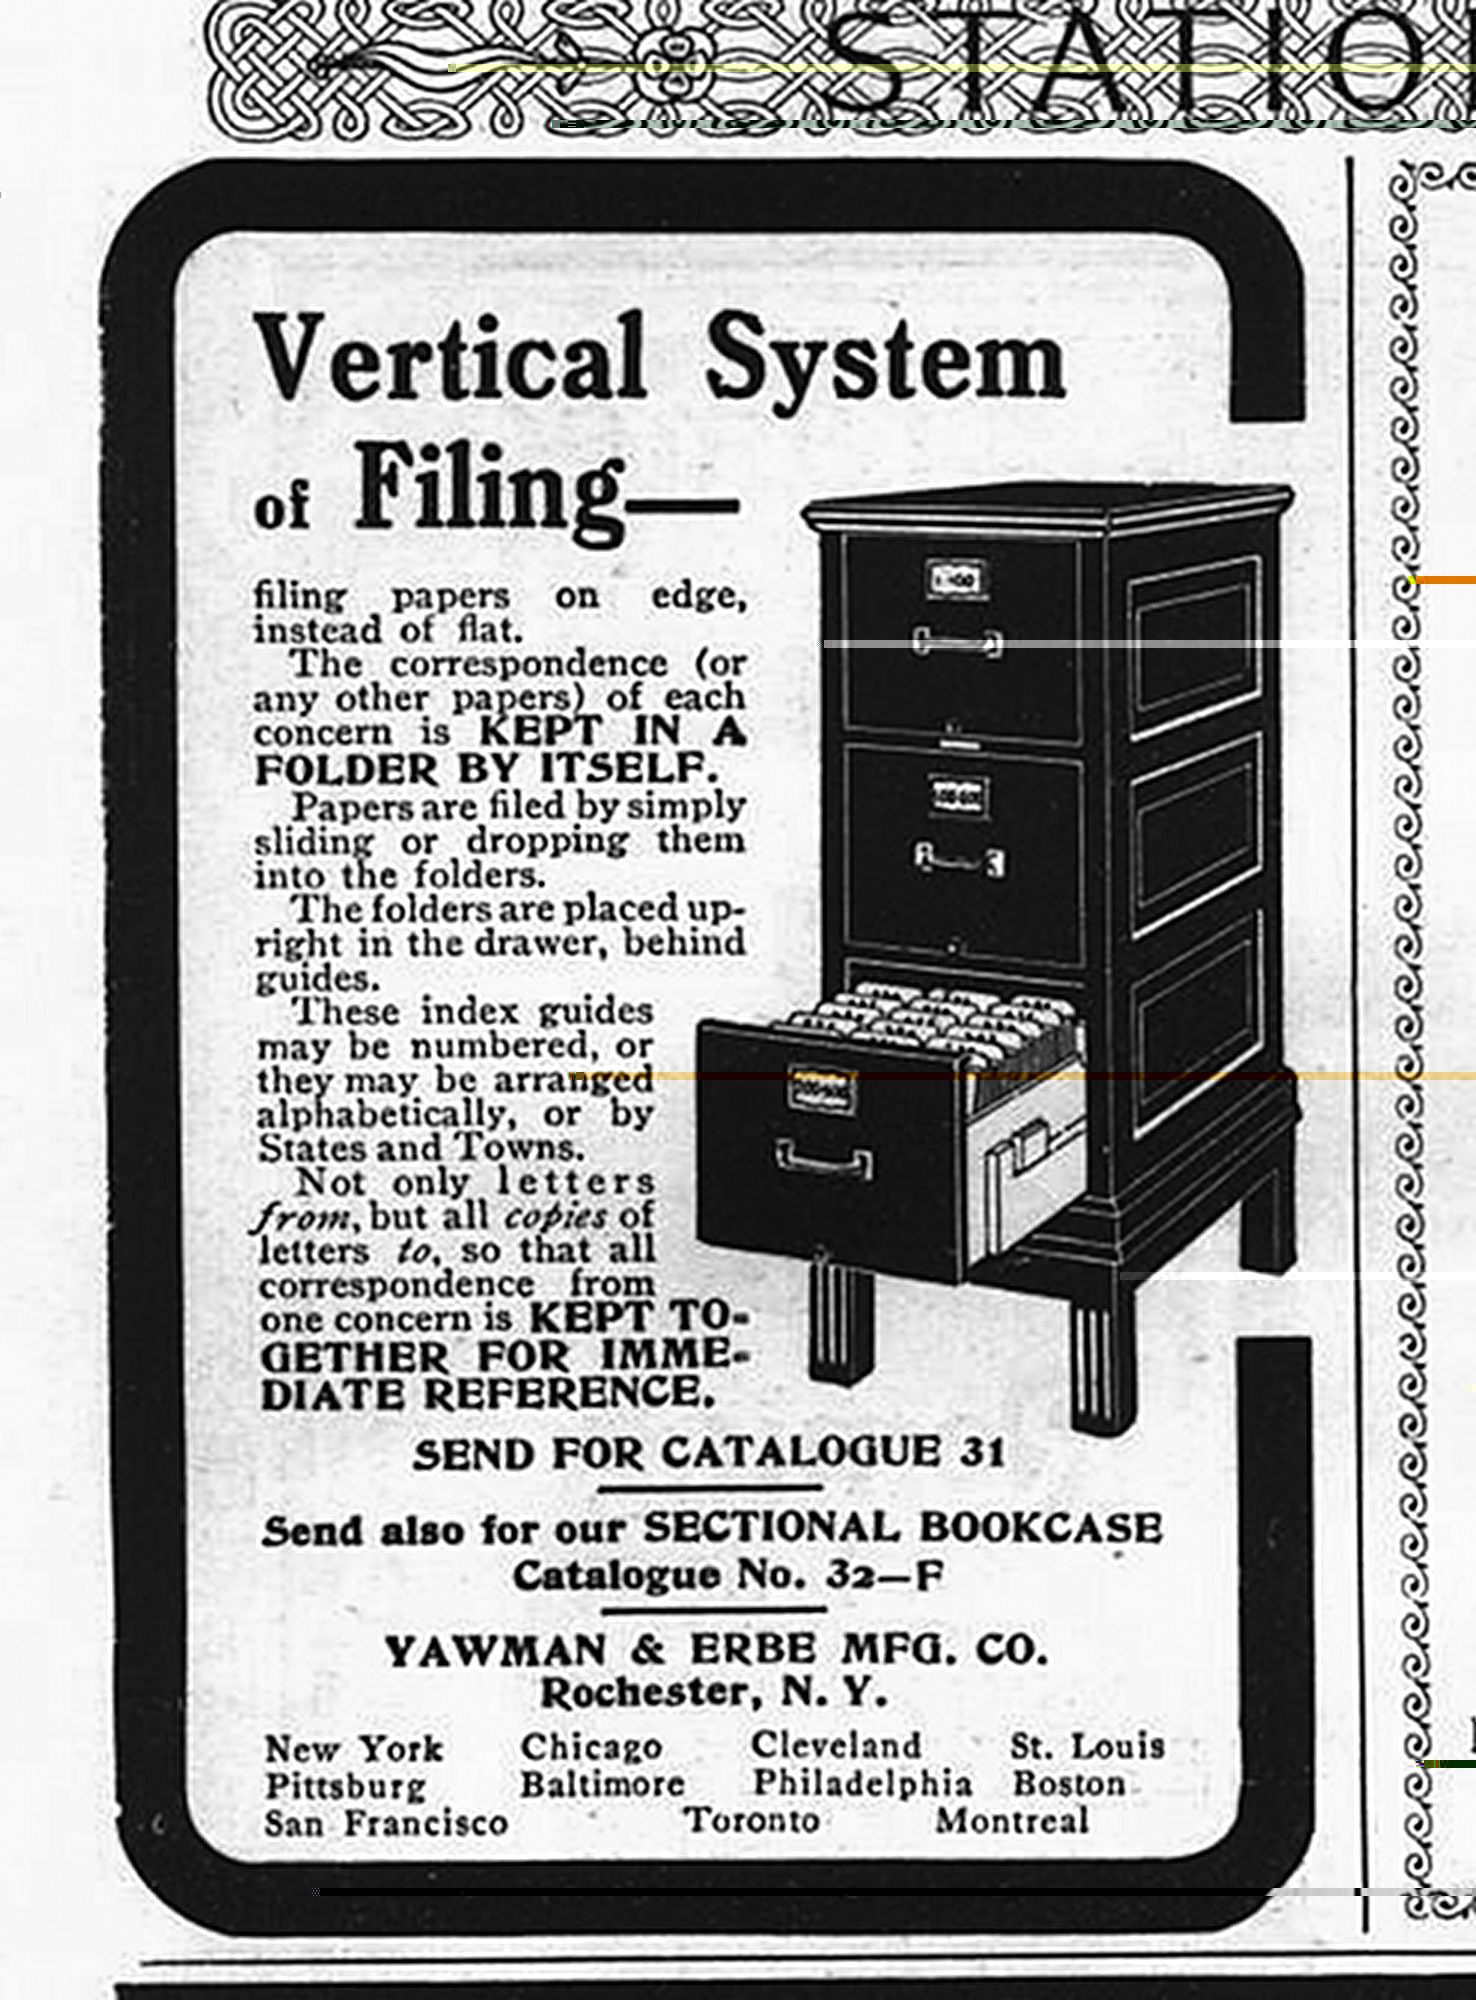 STATIO
Vertical System
of Filing—
filing papers on edge,
instead of flat.
The correspondence (or
any other papers) of each
concern is KEPT IN A
FOLDER BY ITSELF.
Papers are filed by simply
sliding or dropping them
into the folders.
The folders are placed up-
right in the drawer, behind
guides.
These index guides
may be numbered, or
they may be arranged
alphabetically, or by
States and Towns.
Not only letters
from, but all copies of
letters to, so that all
correspondence from
one concern is KEPT TO-
GETHER FOR IMME-
DIATE REFERENCE.
SEND FOR CATALOGUE 31
Send also for our SECTIONAL BOOKCASE
Catalogue No. 32—F
YAWMAN & ERBE MFG. CO.
Rochester, N. Y.
New York Chicago Cleveland St. Louis
Pittsburg Baltimore Philadelphia Boston
San Francisco Toronto Montreal